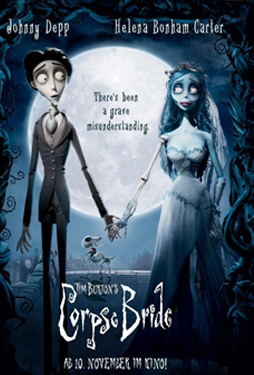 Johnny Depp Helena Bonham Carter
There's been
a grave
misunderstanding.
TIM BURTON'S
Corpse Bride
AB 10. NOVEMBER IM KINO!